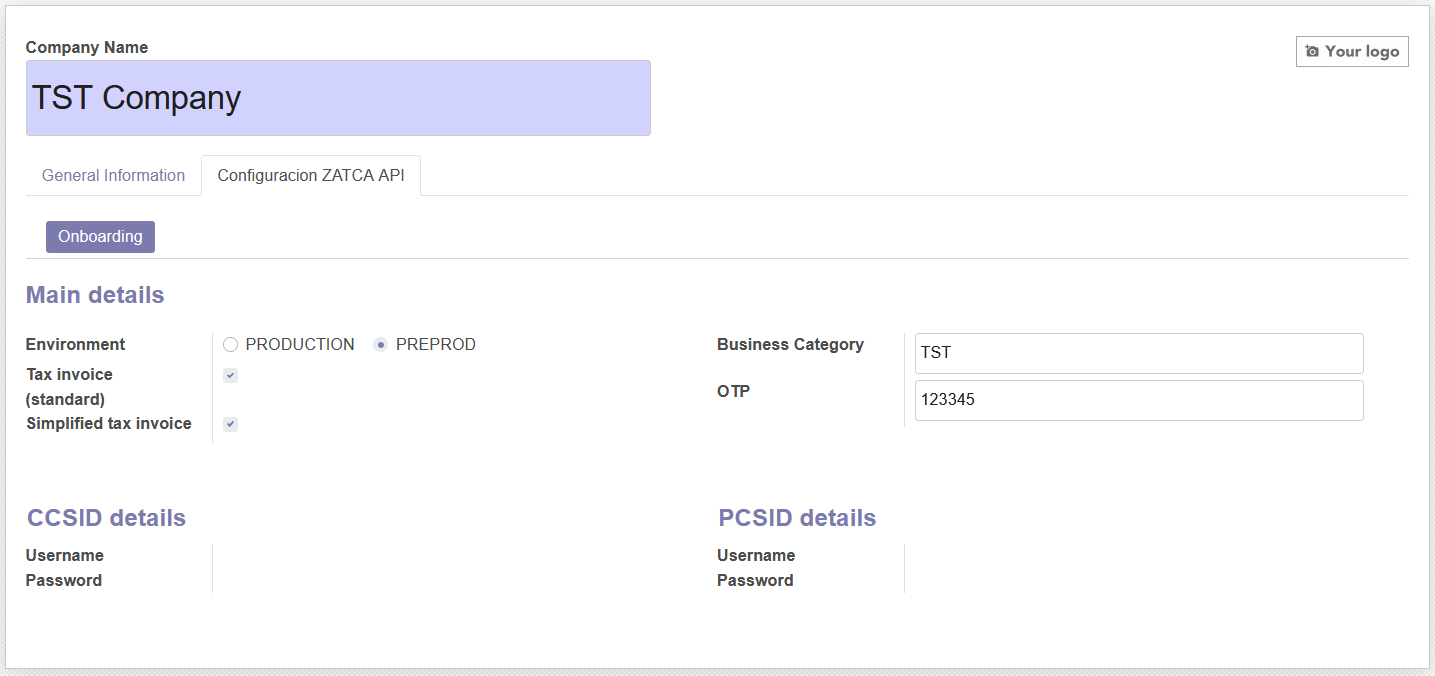 Company Name
Your logo
TST Company
General Information
Configuracion ZATCA API
Onboarding
Main details
Environment
PRODUCTION
PREPROD
Tax invoice
(standard)
Simplified tax invoice
Business Category
TST
OTP
123345
CCSID details
Username
Password
PCSID details
Username
Password